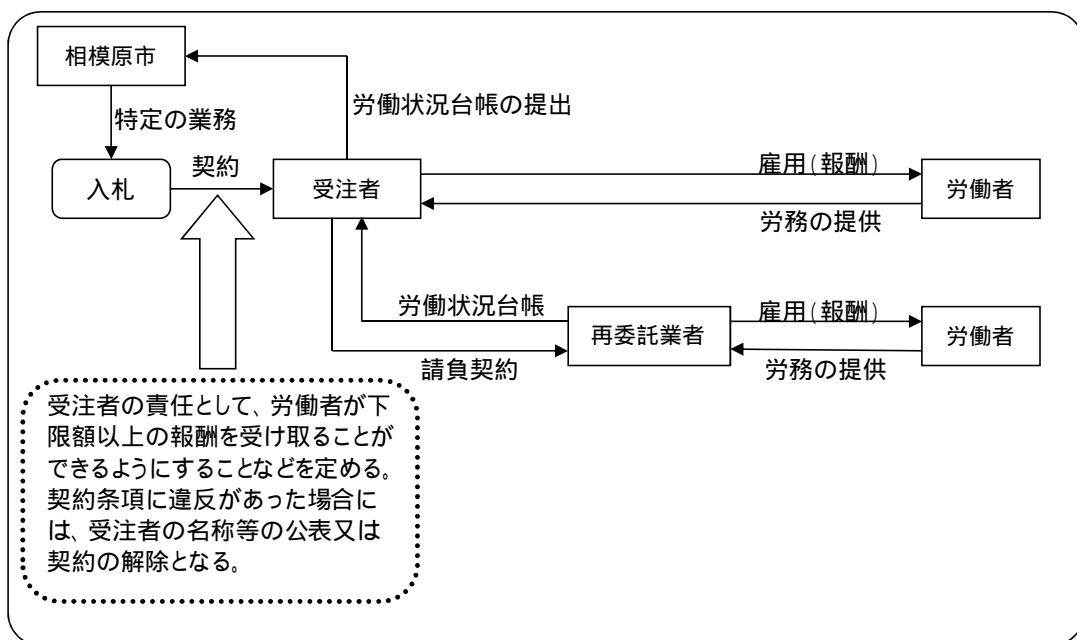 相模原市
労働状況台帳の提出
特定の業務
契約
入札
受注者
雇用(報酬)
労働者
労務の提供
労働状況台帳
再委託業者
雇用(報酬)
労働者
請負契約
労務の提供
受注者の責任として、労働者が下
限額以上の報酬を受け取ることが
できるようにすることなどを定める。
契約条項に違反があった場合に
は、受注者の名称等の公表又は
契約の解除となる。